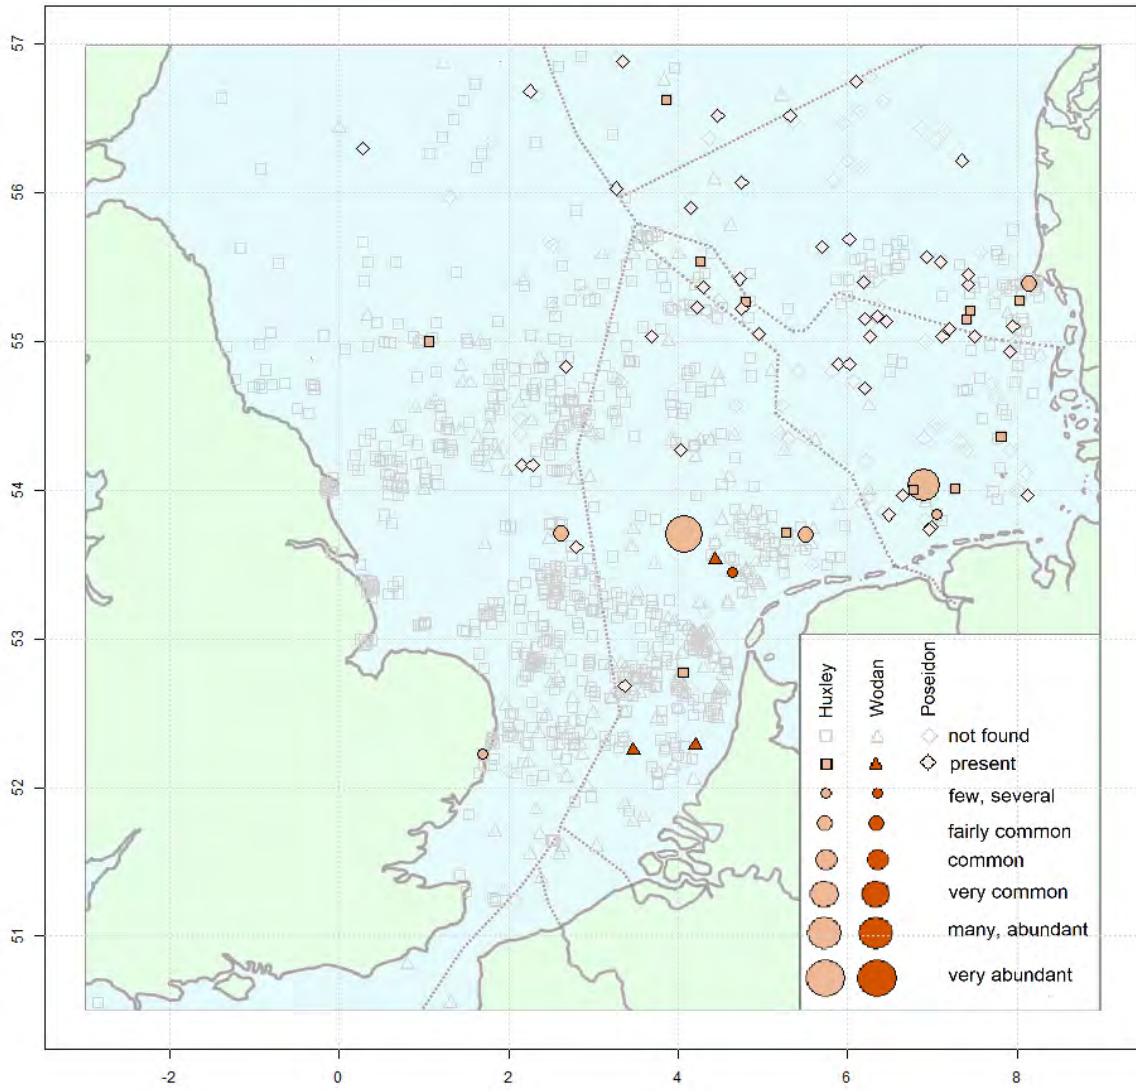 57
56
55
54
53
52
51
Huxley Wodan Poseidon
not found
present
few, several
fairly common
common
very common
many, abundant
very abundant
-2 0 2 4 6 8